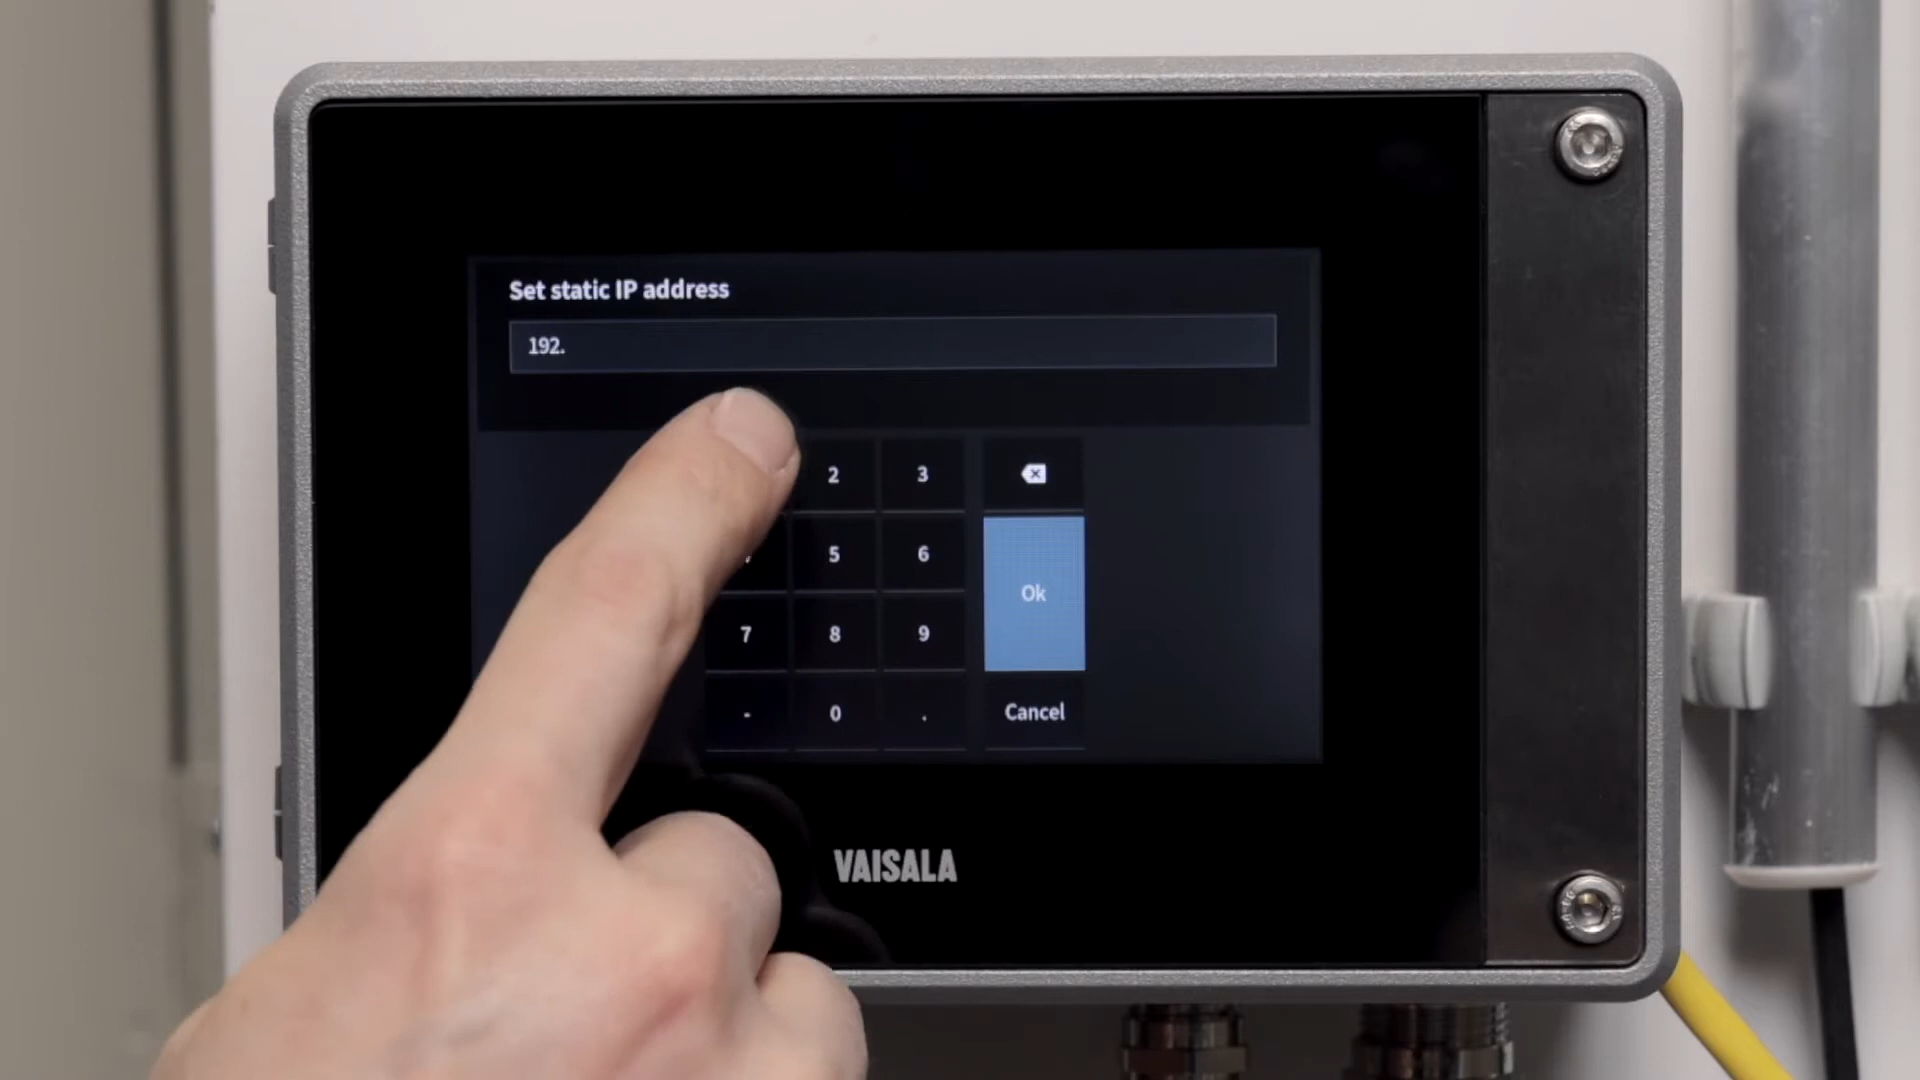 Set static IP address
192.
2 3
5 6
Ok
7 8 9
- 0 . Cancel
VAISALA